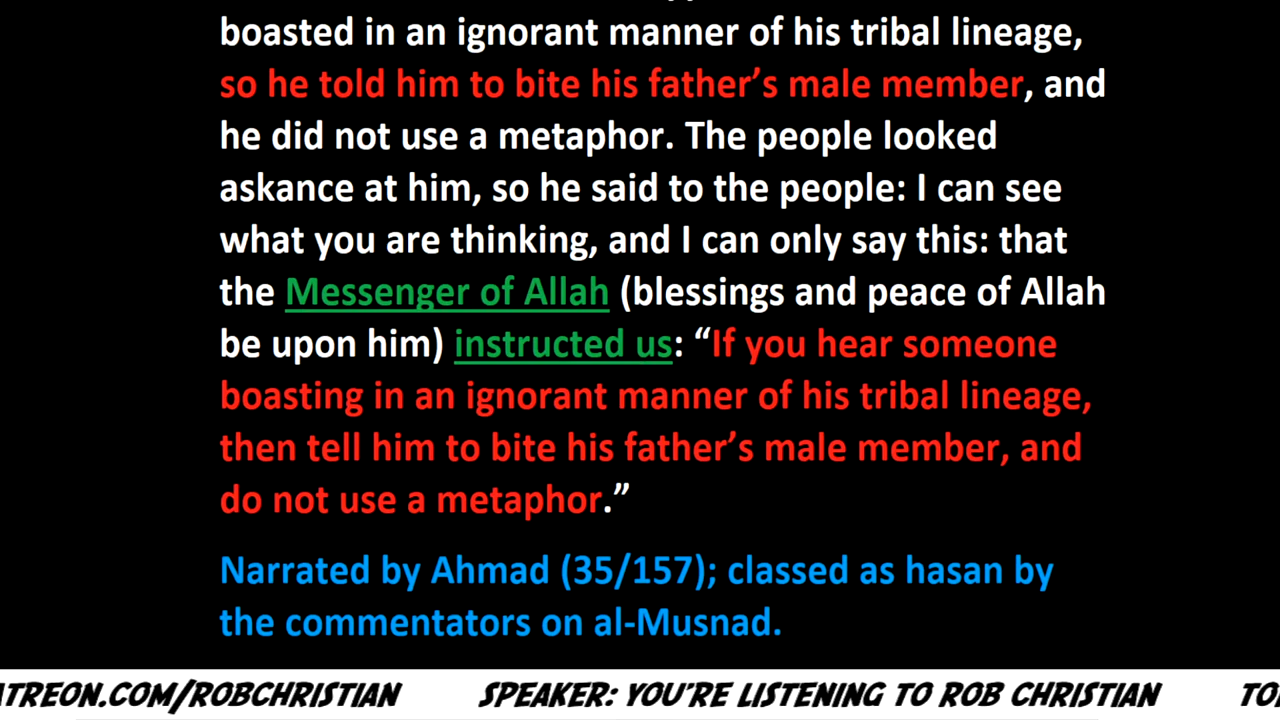 boasted in an ignorant manner of his tribal lineage,
so he told him to bite his father’s male member, and
he did not use a metaphor. The people looked
askance at him, so he said to the people: I can see
what you are thinking, and I can only say this: that
the Messenger of Allah (blessings and peace of Allah
be upon him) instructed us: “If you hear someone
boasting in an ignorant manner of his tribal lineage,
then tell him to bite his father’s male member, and
do not use a metaphor.”
Narrated by Ahmad (35/157); classed as hasan by
the commentators on al-Musnad.
ATREON.COM/ROBCHRISTIAN SPEAKER: YOU'RE LISTENING TO ROB CHRISTIAN